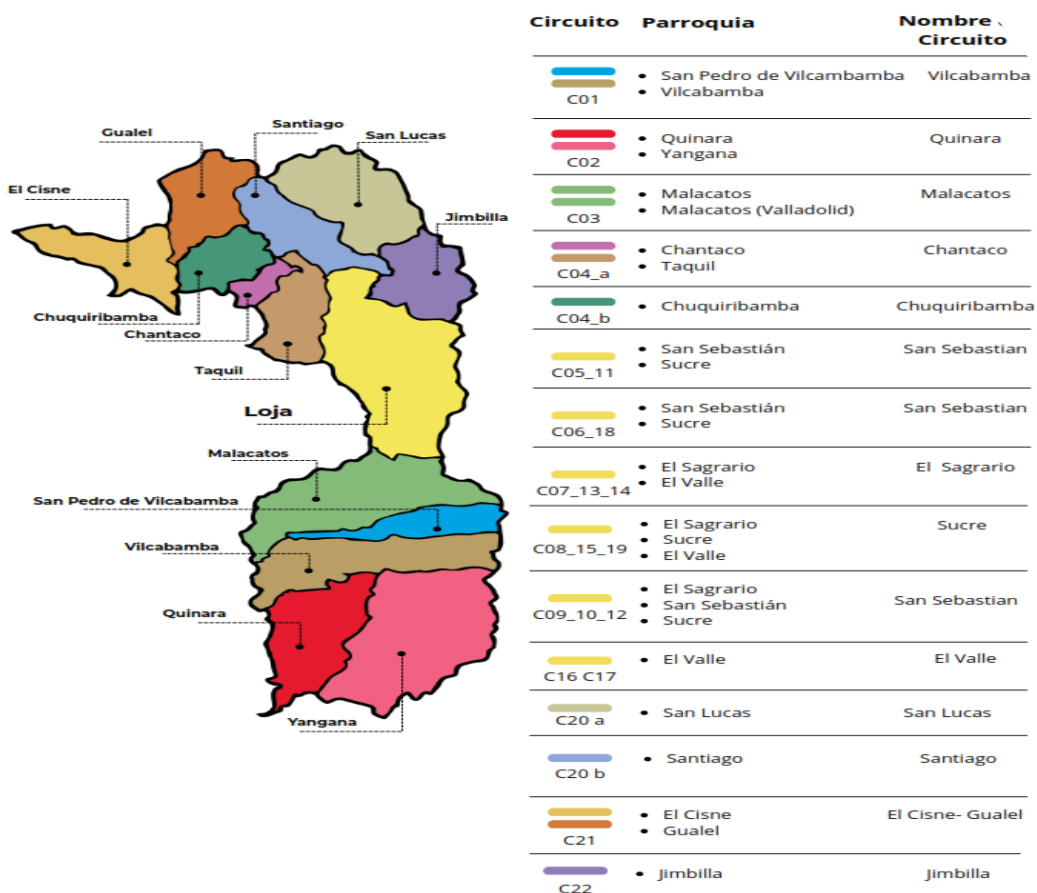 Gualel
Santiago
San Lucas
El Cisne
Jimbilla
Chuquiribamba
Chantaco
Taquil
Loja
Malacatos
San Pedro de Vilcabamba
Vilcabamba
Quinara
Yangana
Circuito Parroquia Nombre
Circuito
• San Pedro de Vilcambamba Vilcabamba
• Vilcabamba
C01
• Quinara Quinara
• Yangana
C02
• Malacatos Malacatos
• Malacatos (Valladolid)
C03
• Chantaco Chantaco
• Taquil
C04_a
• Chuquiribamba Chuquiribamba
C04_b
• San Sebastián San Sebastian
• Sucre
C05_11
• San Sebastián San Sebastian
• Sucre
C06_18
• El Sagrario El Sagrario
• El Valle
C07_13_14
• El Sagrario Sucre
• Sucre
• El Valle
C08_15_19
• El Sagrario San Sebastian
• San Sebastián
• Sucre
C09_10_12
• El Valle El Valle
C16 C17
• San Lucas San Lucas
C20 a
• Santiago Santiago
C20 b
• El Cisne El Cisne- Gualel
• Gualel
C21
• Jimbilla Jimbilla
C22